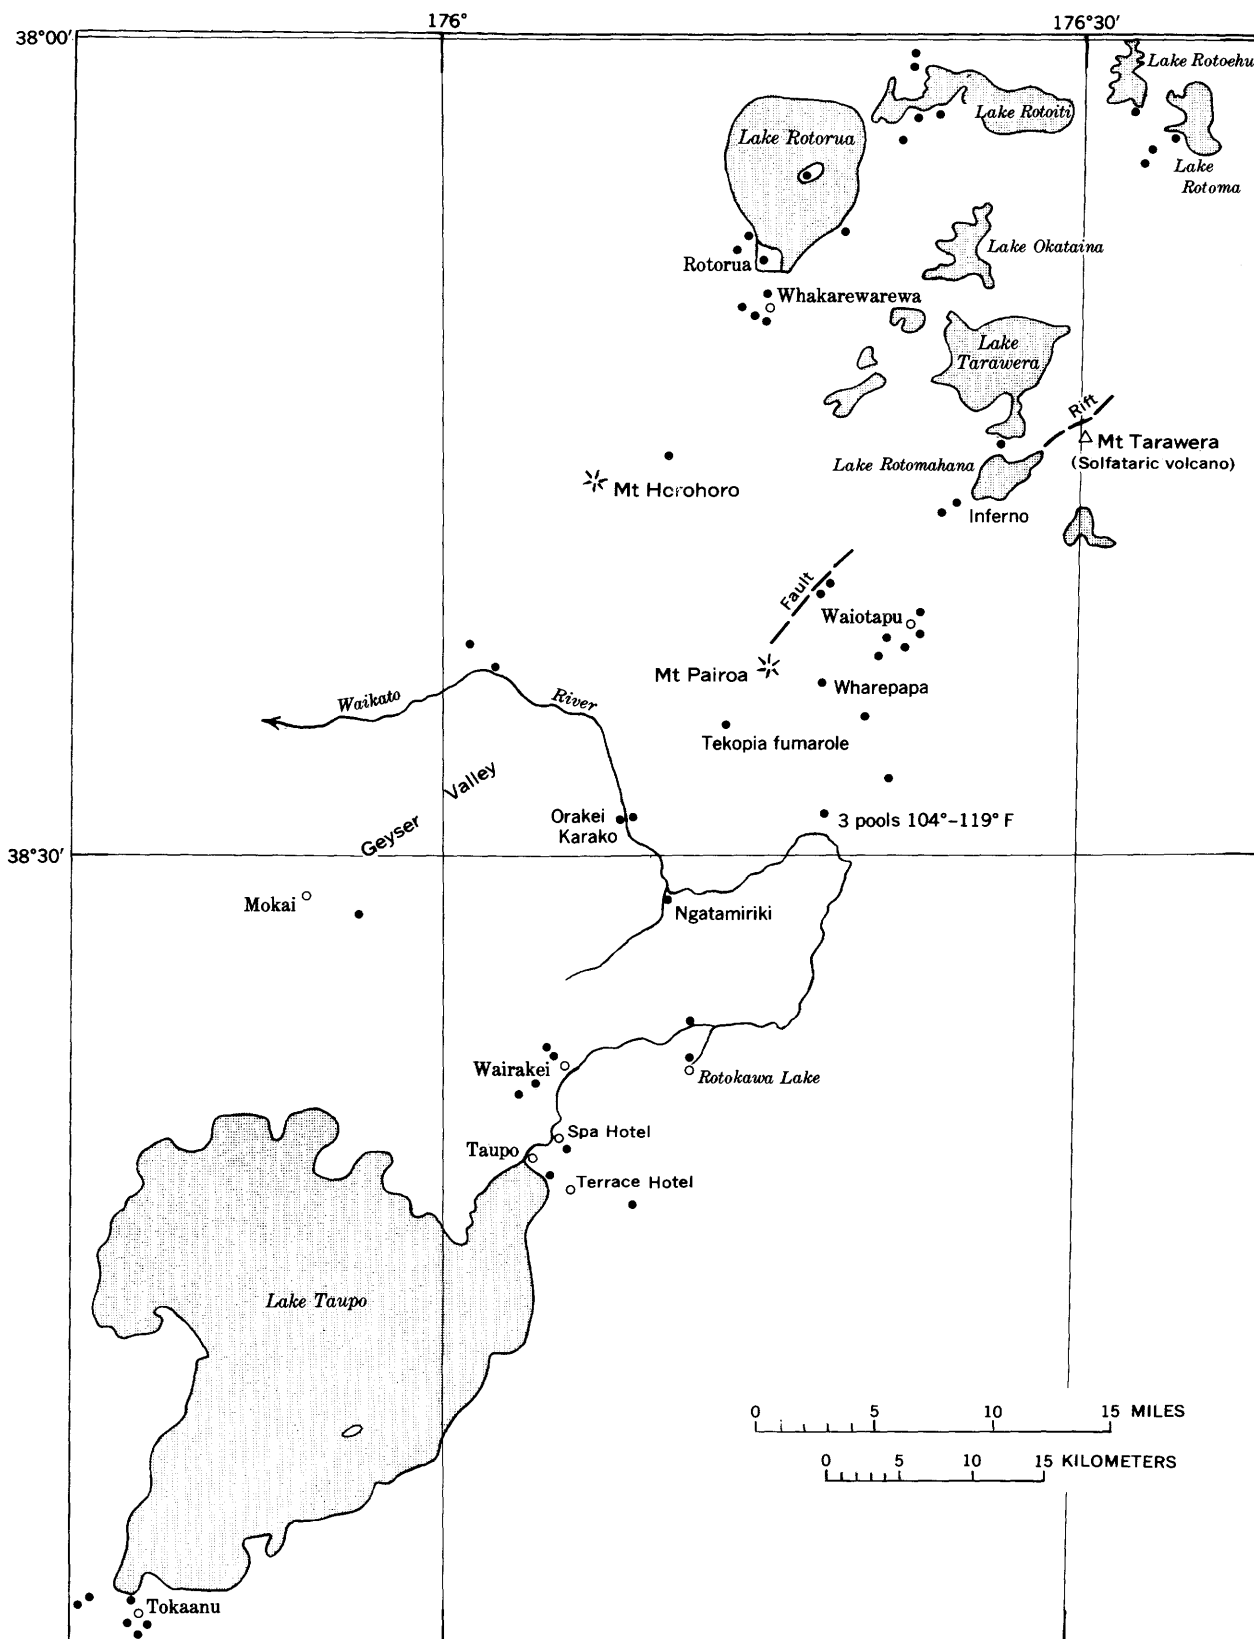 176°
176°30′
38°00′
Lake Rotoehu
Lake Rotoiti
Lake Rotorua
Lake
Rotoma
Lake Okataina
Rotorua
Whakarewarewa
Lake
Tarawera
Rift
Mt Tarawera
(Solfataric volcano)
Lake Rotomahana
Mt Horohoro
Inferno
Fault
Waiotapu
Mt Pairoa
Wharepapa
Waikato River
Tekopia fumarole
Geyser Valley
Orakei
Karako
3 pools 104°–119° F
38°30′
Mokai
Ngatamiriki
Wairakei
Rotokawa Lake
Spa Hotel
Taupo
Terrace Hotel
Lake Taupo
0 5 10 15 MILES
0 5 10 15 KILOMETERS
Tokaanu